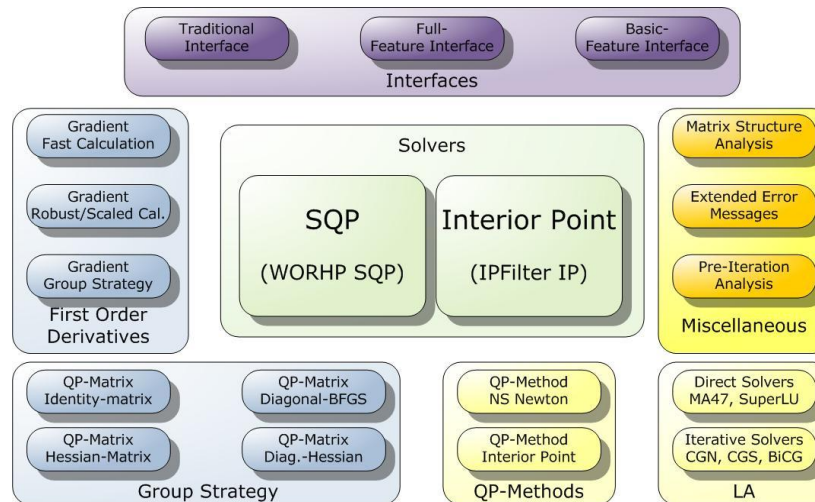 Traditional
Interface
Full-
Feature Interface
Basic-
Feature Interface
Interfaces
Gradient
Fast Calculation
Gradient
Robust/Scaled Cal.
Gradient
Group Strategy
First Order
Derivatives
Solvers
SQP
(WORHP SQP)
Interior Point
(IPFilter IP)
Matrix Structure
Analysis
Extended Error
Messages
Pre-Iteration
Analysis
Miscellaneous
QP-Matrix
Identity-matrix
QP-Matrix
Diagonal-BFGS
QP-Matrix
Hessian-Matrix
QP-Matrix
Diag.-Hessian
Group Strategy
QP-Method
NS Newton
QP-Method
Interior Point
QP-Methods
Direct Solvers
MA47, SuperLU
Iterative Solvers
CGN, CGS, BiCG
LA